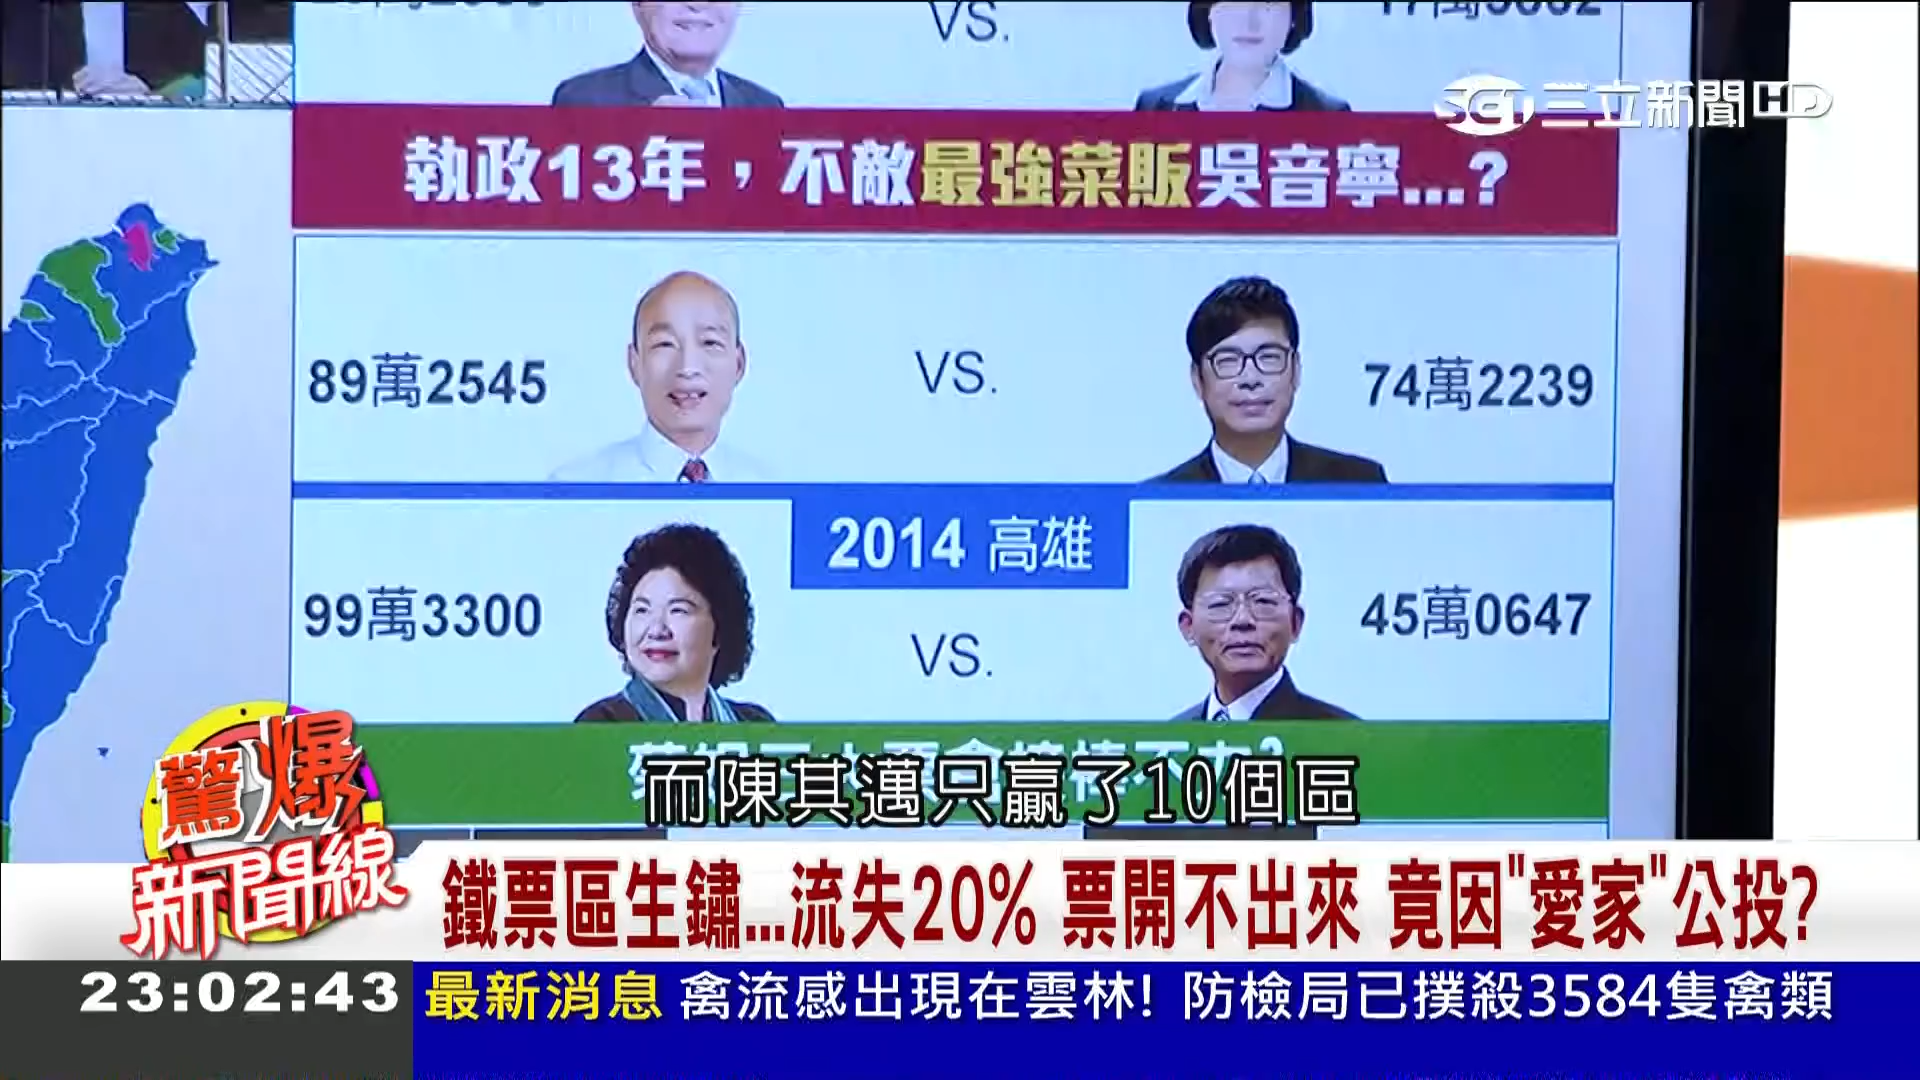 VS.
SET三立新聞HD
執政13年，不敵最強菜販吳音寧...?
89萬2545
VS.
74萬2239
2014 高雄
99萬3300
VS.
45萬0647
而陳其邁只贏了10個區
驚爆
新聞線
鐵票區生鏽...流失20% 票開不出來 竟因"愛家"公投?
23:02:43
最新消息 禽流感出現在雲林! 防檢局已撲殺3584隻禽類